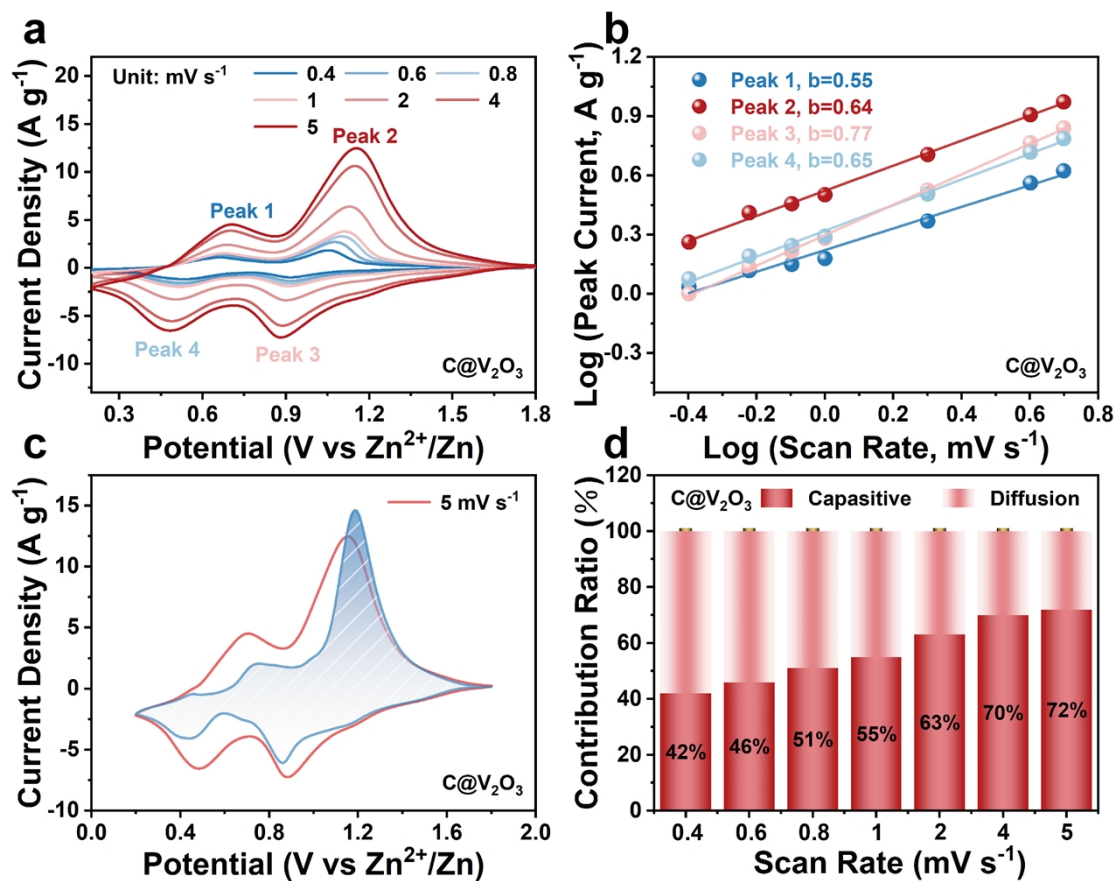 a
Unit: mV s⁻¹
0.4
0.6
0.8
1
2
4
5
Peak 2
Peak 1
Peak 4
Peak 3
C@V₂O₃
20
15
10
5
0
-5
-10
0.3
0.6
0.9
1.2
1.5
1.8
Current Density (A g⁻¹)
Potential (V vs Zn²⁺/Zn)
b
Peak 1, b=0.55
Peak 2, b=0.64
Peak 3, b=0.77
Peak 4, b=0.65
C@V₂O₃
1.2
0.9
0.6
0.3
0.0
-0.3
-0.4
-0.2
0.0
0.2
0.4
0.6
0.8
Log (Peak Current, A g⁻¹)
Log (Scan Rate, mV s⁻¹)
c
5 mV s⁻¹
C@V₂O₃
15
10
5
0
-5
-10
0.0
0.4
0.8
1.2
1.6
2.0
Current Density (A g⁻¹)
Potential (V vs Zn²⁺/Zn)
d
C@V₂O₃
Capasitive
Diffusion
120
100
80
60
40
20
0
42%
46%
51%
55%
63%
70%
72%
0.4
0.6
0.8
1
2
4
5
Contribution Ratio (%)
Scan Rate (mV s⁻¹)